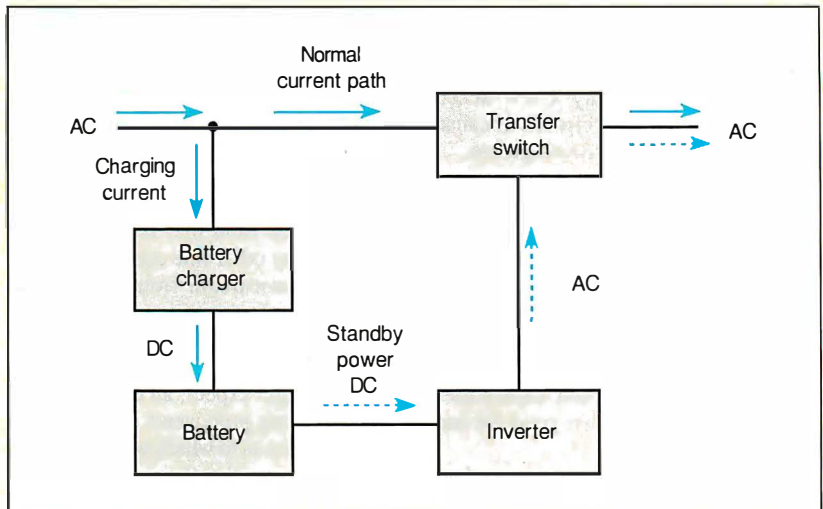 Normal
current path
AC
Transfer
switch
AC
Charging
current
Battery
charger
AC
DC
Standby
power
DC
Battery
Inverter